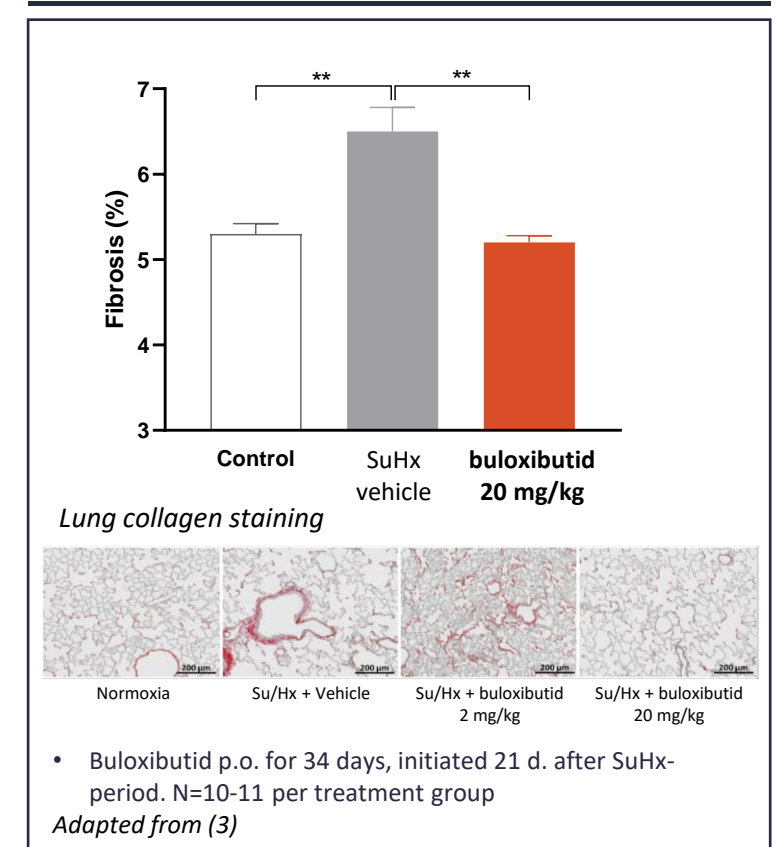 ** **
7
6
5
4
3
Fibrosis (%)
Control SuHx buloxibutid
vehicle 20 mg/kg
Lung collagen staining
200 µm 200 µm 200 µm 200 µm
Normoxia Su/Hx + Vehicle Su/Hx + buloxibutid Su/Hx + buloxibutid
2 mg/kg 20 mg/kg
• Buloxibutid p.o. for 34 days, initiated 21 d. after SuHx-
period. N=10-11 per treatment group
Adapted from (3)